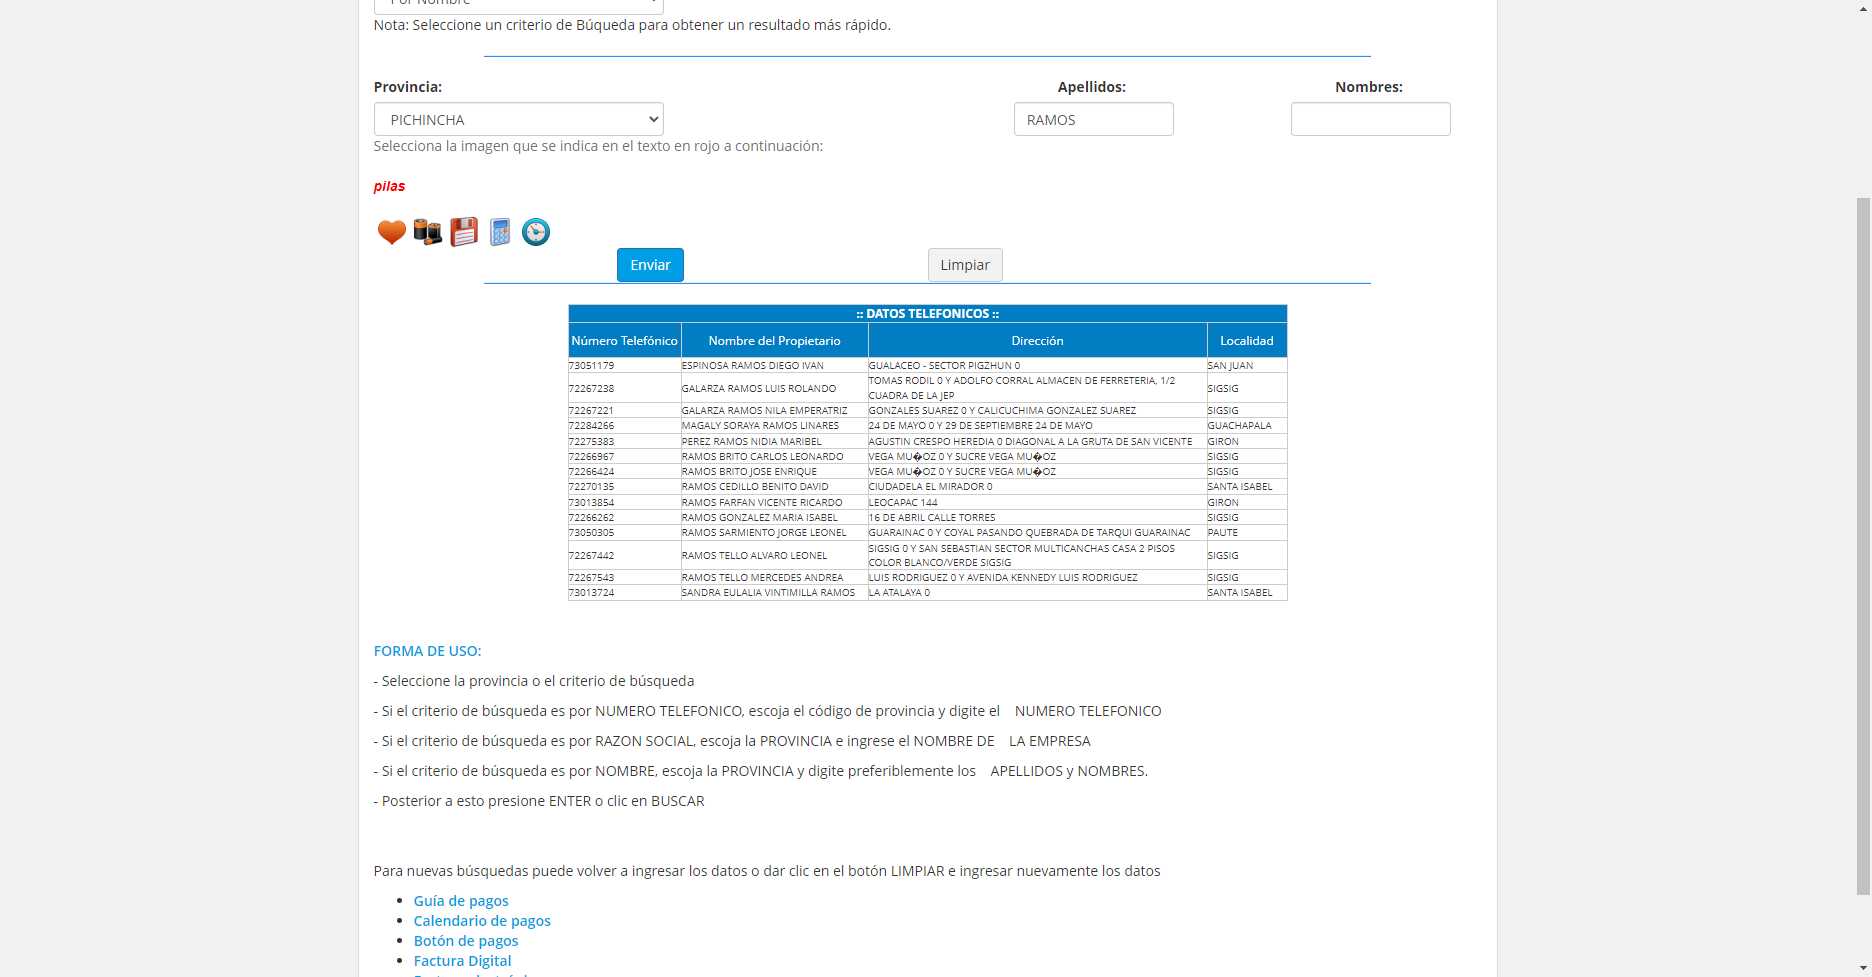 Nota: Seleccione un criterio de Búqueda para obtener un resultado más rápido.
Provincia: Apellidos: Nombres:
PICHINCHA RAMOS
Selecciona la imagen que se indica en el texto en rojo a continuación:
pilas
Enviar Limpiar
:: DATOS TELEFONICOS ::
Número Telefónico Nombre del Propietario Dirección Localidad
73051179 ESPINOSA RAMOS DIEGO IVAN GUALACEO - SECTOR PIGZHUN 0 SAN JUAN
72267238 GALARZA RAMOS LUIS ROLANDO TOMAS RODIL 0 Y ADOLFO CORRAL ALMACEN DE FERRETERIA, 1/2
CUADRA DE LA JEP SIGSIG
72267221 GALARZA RAMOS NILA EMPERATRIZ GONZALES SUAREZ 0 Y CALICUCHIMA GONZALEZ SUAREZ SIGSIG
72284266 MAGALY SORAYA RAMOS LINARES 24 DE MAYO 0 Y 29 DE SEPTIEMBRE 24 DE MAYO GUACHAPALA
72275383 PEREZ RAMOS NIDIA MARIBEL AGUSTIN CRESPO HEREDIA 0 DIAGONAL A LA GRUTA DE SAN VICENTE GIRON
72266967 RAMOS BRITO CARLOS LEONARDO VEGA MU�OZ 0 Y SUCRE VEGA MU�OZ SIGSIG
72266424 RAMOS BRITO JOSE ENRIQUE VEGA MU�OZ 0 Y SUCRE VEGA MU�OZ SIGSIG
72270135 RAMOS CEDILLO BENITO DAVID CIUDADELA EL MIRADOR 0 SANTA ISABEL
73013854 RAMOS FARFAN VICENTE RICARDO LEOCAPAC 144 GIRON
72266262 RAMOS GONZALEZ MARIA ISABEL 16 DE ABRIL CALLE TORRES SIGSIG
73050305 RAMOS SARMIENTO JORGE LEONEL GUARAINAC 0 Y COYAL PASANDO QUEBRADA DE TARQUI GUARAINAC PAUTE
72267442 RAMOS TELLO ALVARO LEONEL SIGSIG 0 Y SAN SEBASTIAN SECTOR MULTICANCHAS CASA 2 PISOS
COLOR BLANCO/VERDE SIGSIG SIGSIG
72267543 RAMOS TELLO MERCEDES ANDREA LUIS RODRIGUEZ 0 Y AVENIDA KENNEDY LUIS RODRIGUEZ SIGSIG
73013724 SANDRA EULALIA VINTIMILLA RAMOS LA ATALAYA 0 SANTA ISABEL
FORMA DE USO:
- Seleccione la provincia o el criterio de búsqueda
- Si el criterio de búsqueda es por NUMERO TELEFONICO, escoja el código de provincia y digite el NUMERO TELEFONICO
- Si el criterio de búsqueda es por RAZON SOCIAL, escoja la PROVINCIA e ingrese el NOMBRE DE LA EMPRESA
- Si el criterio de búsqueda es por NOMBRE, escoja la PROVINCIA y digite preferiblemente los APELLIDOS y NOMBRES.
- Posterior a esto presione ENTER o clic en BUSCAR
Para nuevas búsquedas puede volver a ingresar los datos o dar clic en el botón LIMPIAR e ingresar nuevamente los datos
Guía de pagos
Calendario de pagos
Botón de pagos
Factura Digital